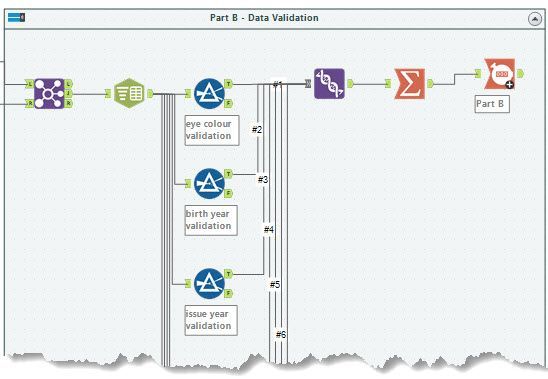 Part B - Data Validation
L
L
J
R
R
T
F
#1
eye colour
validation
#2
Part B
T
F
#3
birth year
validation
#4
T
F
#5
issue year
validation
#6